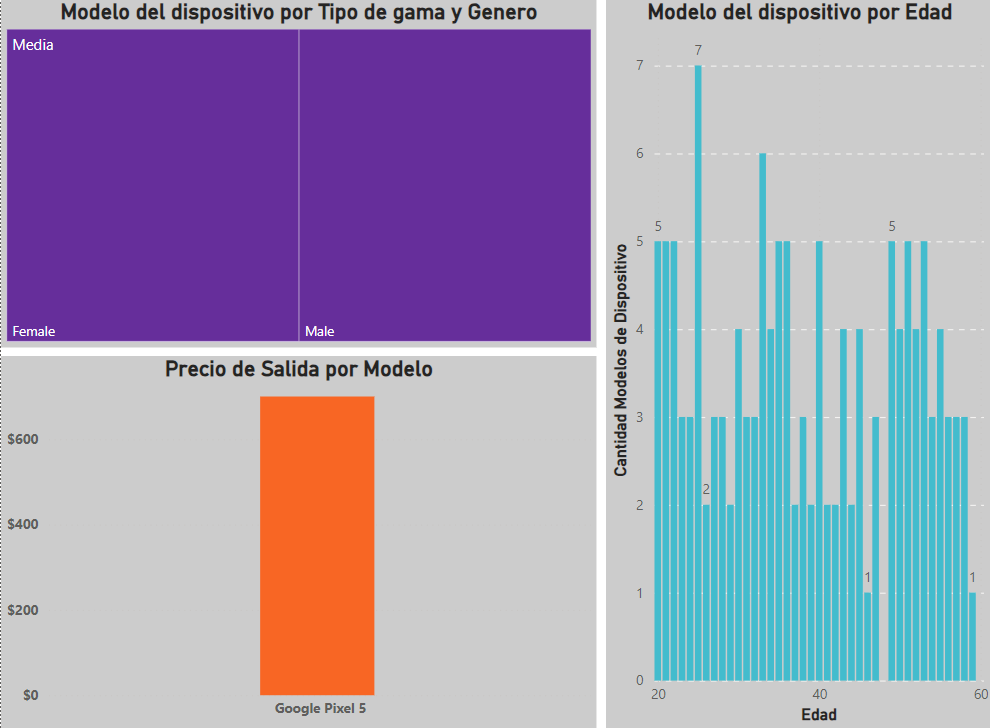 Modelo del dispositivo por Tipo de gama y Genero
Media
Female
Male
Precio de Salida por Modelo
$600
$400
$200
$0
Google Pixel 5
Modelo del dispositivo por Edad
Cantidad Modelos de Dispositivo
7
6
5
4
3
2
1
0
5
7
2
1
5
1
20
40
60
Edad